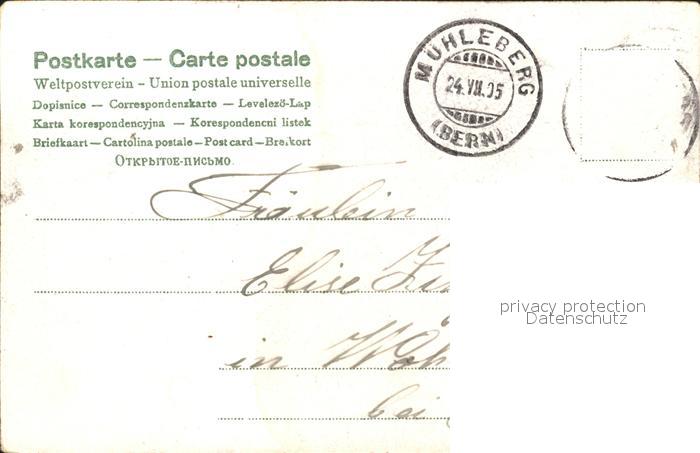 Postkarte — Carte postale
Weltpostverein – Union postale universelle
Dopisnice — Correspondenzkarte — Levelező-Lap
Karta korespondencyjna — Korespondencni listek
Briefkaart — Cartolina postale — Post card — Brefkort
ОТКРЫТОЕ-ПИСЬМО
MÜHLEBERG
24.VII.05
(BERN)
Fräulein
Elise
in
bei
privacy protection
Datenschutz